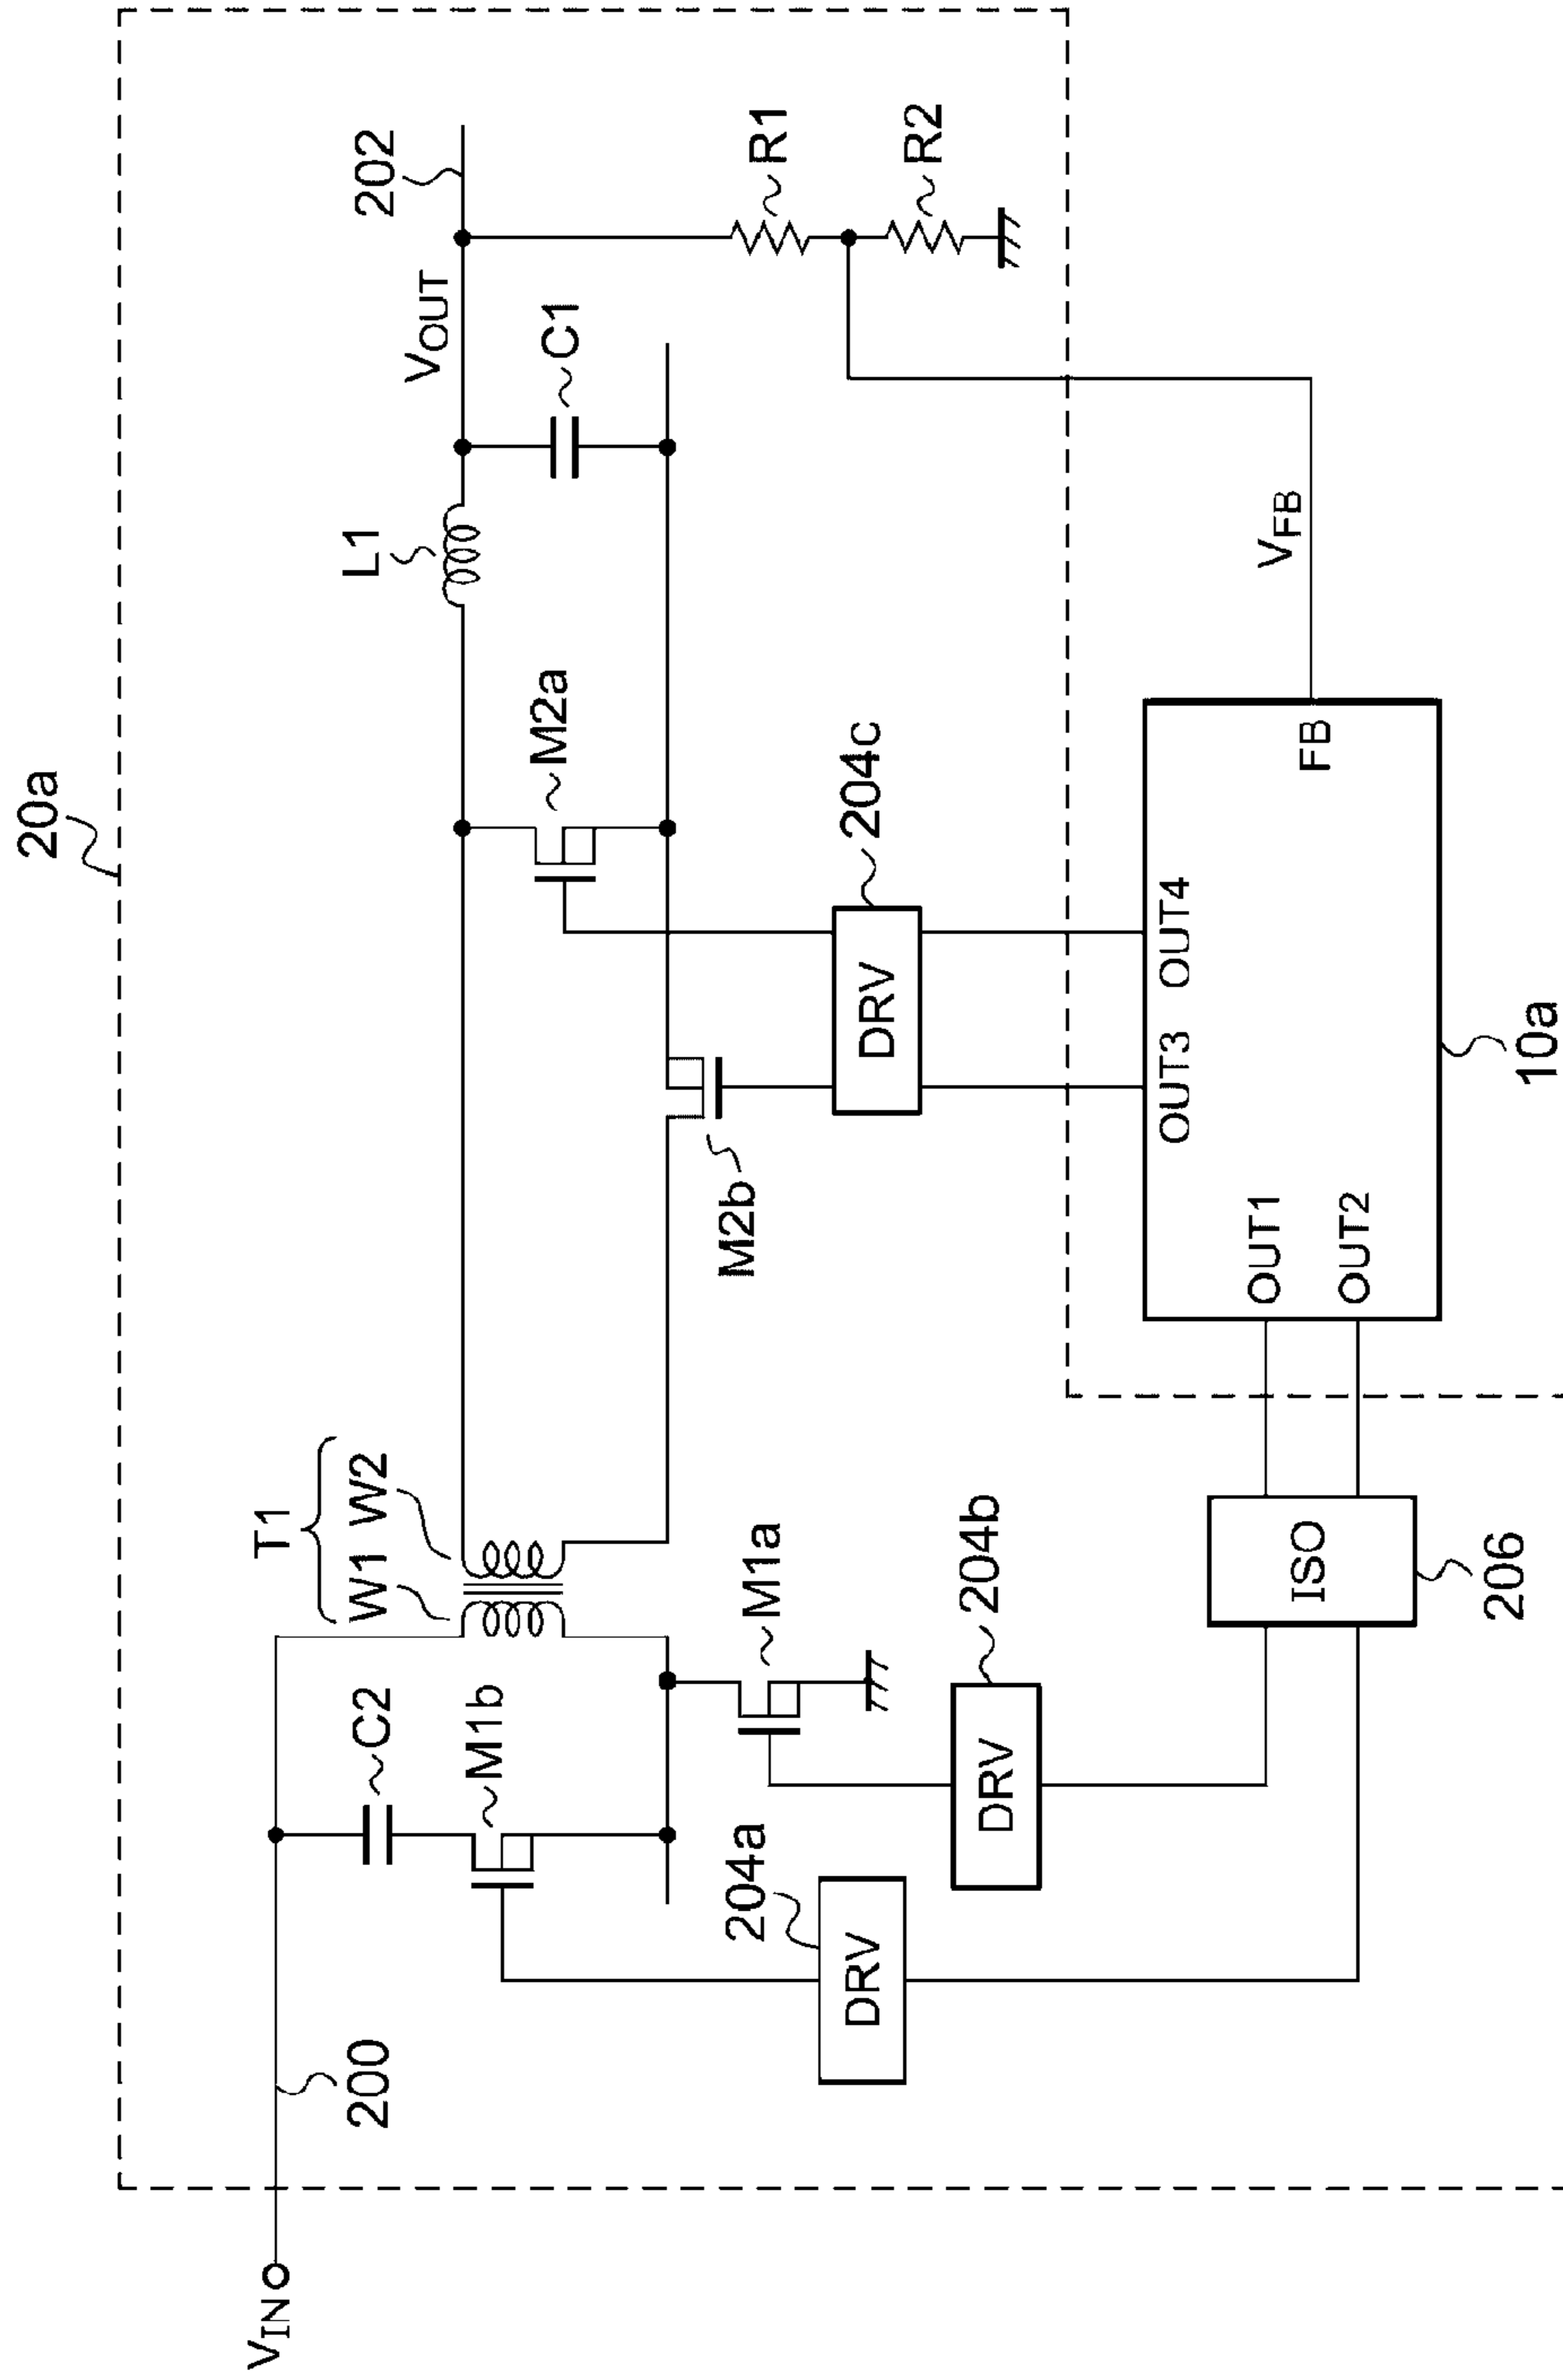 20a
VIN
200
C2
M1b
T1
W1 W2
L1
VOUT
202
C1
M2a
R1
R2
M1a
M2b
204a
DRV
204b
DRV
204c
DRV
VFB
OUT3 OUT4
FB
OUT1
OUT2
ISO
206
10a